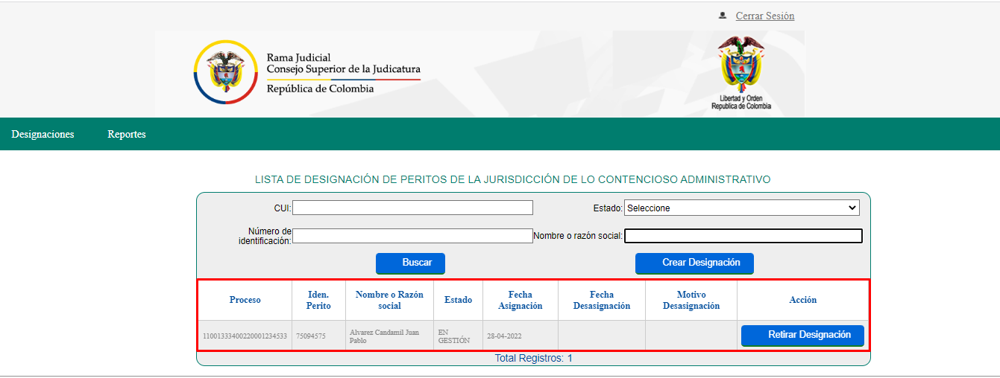 Cerrar Sesión
Rama Judicial
Consejo Superior de la Judicatura
República de Colombia
Libertad y Orden
Republica de Colombia
Designaciones Reportes
LISTA DE DESIGNACIÓN DE PERITOS DE LA JURISDICCIÓN DE LO CONTENCIOSO ADMINISTRATIVO
CUI: Estado: Seleccione
Número de
identificación: Nombre o razón social:
Buscar Crear Designación
Proceso Iden. Perito Nombre o Razón social Estado Fecha Asignación Fecha Desasignación Motivo Desasignación Acción
11001333400220001234533 75094575 Alvarez Candamil Juan Pablo EN GESTIÓN 28-04-2022 Retirar Designación
Total Registros: 1